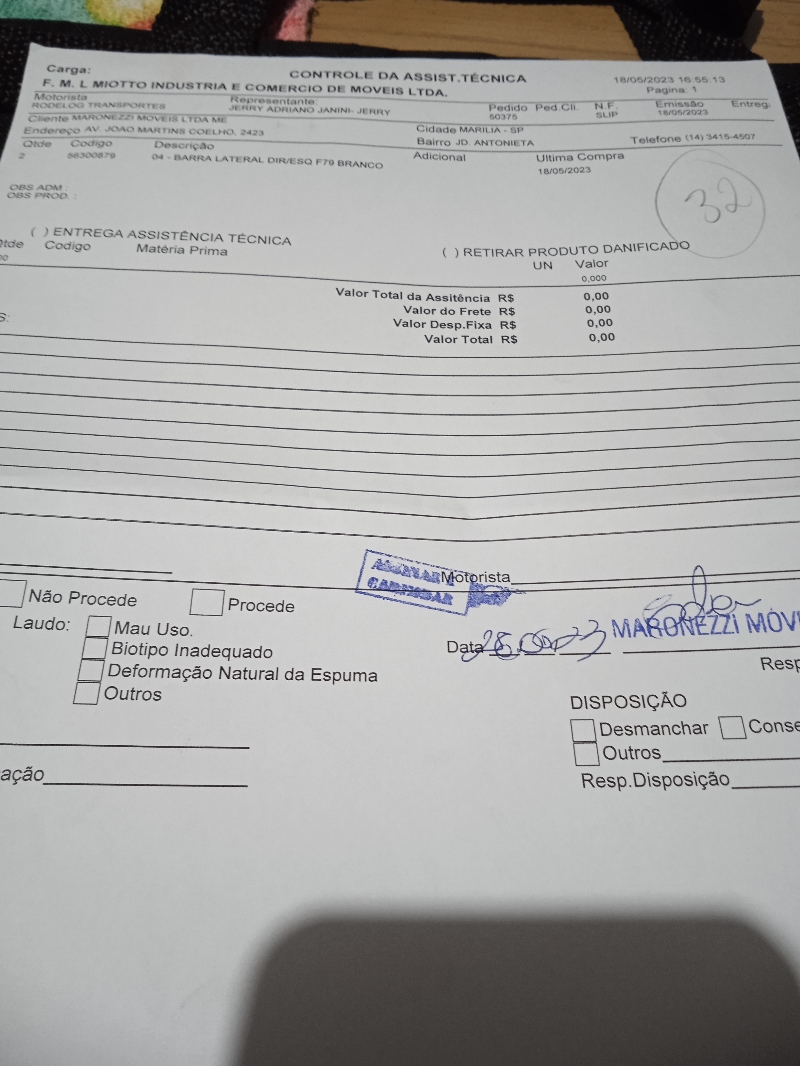 Carga: CONTROLE DA ASSIST.TÉCNICA 18/05/2023 16:55:13
F. M. L MIOTTO INDUSTRIA E COMERCIO DE MOVEIS LTDA. Pagina: 1
Motorista Representante: Pedido Ped.Cli. N.F. Emissão Entreg
RODELOG TRANSPORTES JERRY ADRIANO JANINI- JERRY 50375 SLIP 18/05/2023
Cliente MARONEZZI MOVEIS LTDA ME Cidade MARILIA - SP
Endereço AV. JOAO MARTINS COELHO, 2423 Bairro JD. ANTONIETA Telefone (14) 3415-4507
Qtde Codigo Descrição Adicional Ultima Compra
2 56300879 04 - BARRA LATERAL DIR/ESQ F79 BRANCO 18/05/2023
32
OBS ADM :
OBS PROD. :
( ) ENTREGA ASSISTÊNCIA TÉCNICA ( ) RETIRAR PRODUTO DANIFICADO
Qtde Codigo Matéria Prima UN Valor
0,000
Valor Total da Assitência R$ 0,00
Valor do Frete R$ 0,00
Valor Desp.Fixa R$ 0,00
Valor Total R$ 0,00
S:
Motorista
Não Procede Procede
Laudo: Mau Uso.
Biotipo Inadequado
Deformação Natural da Espuma
Outros
Data MARONEZZI MÓV
Resp
DISPOSIÇÃO
Desmanchar Conse
Outros
ação Resp.Disposição